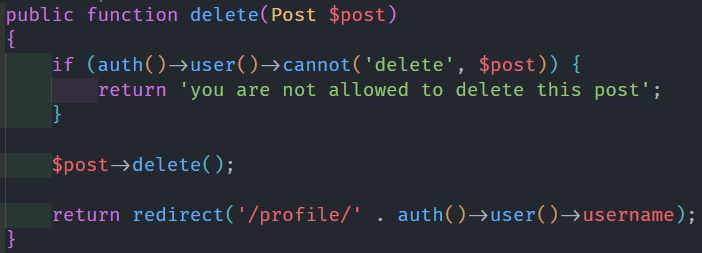 public function delete(Post $post)
{
    if (auth()->user()->cannot('delete', $post)) {
        return 'you are not allowed to delete this post';
    }
    $post->delete();
    return redirect('/profile/' . auth()->user()->username);
}